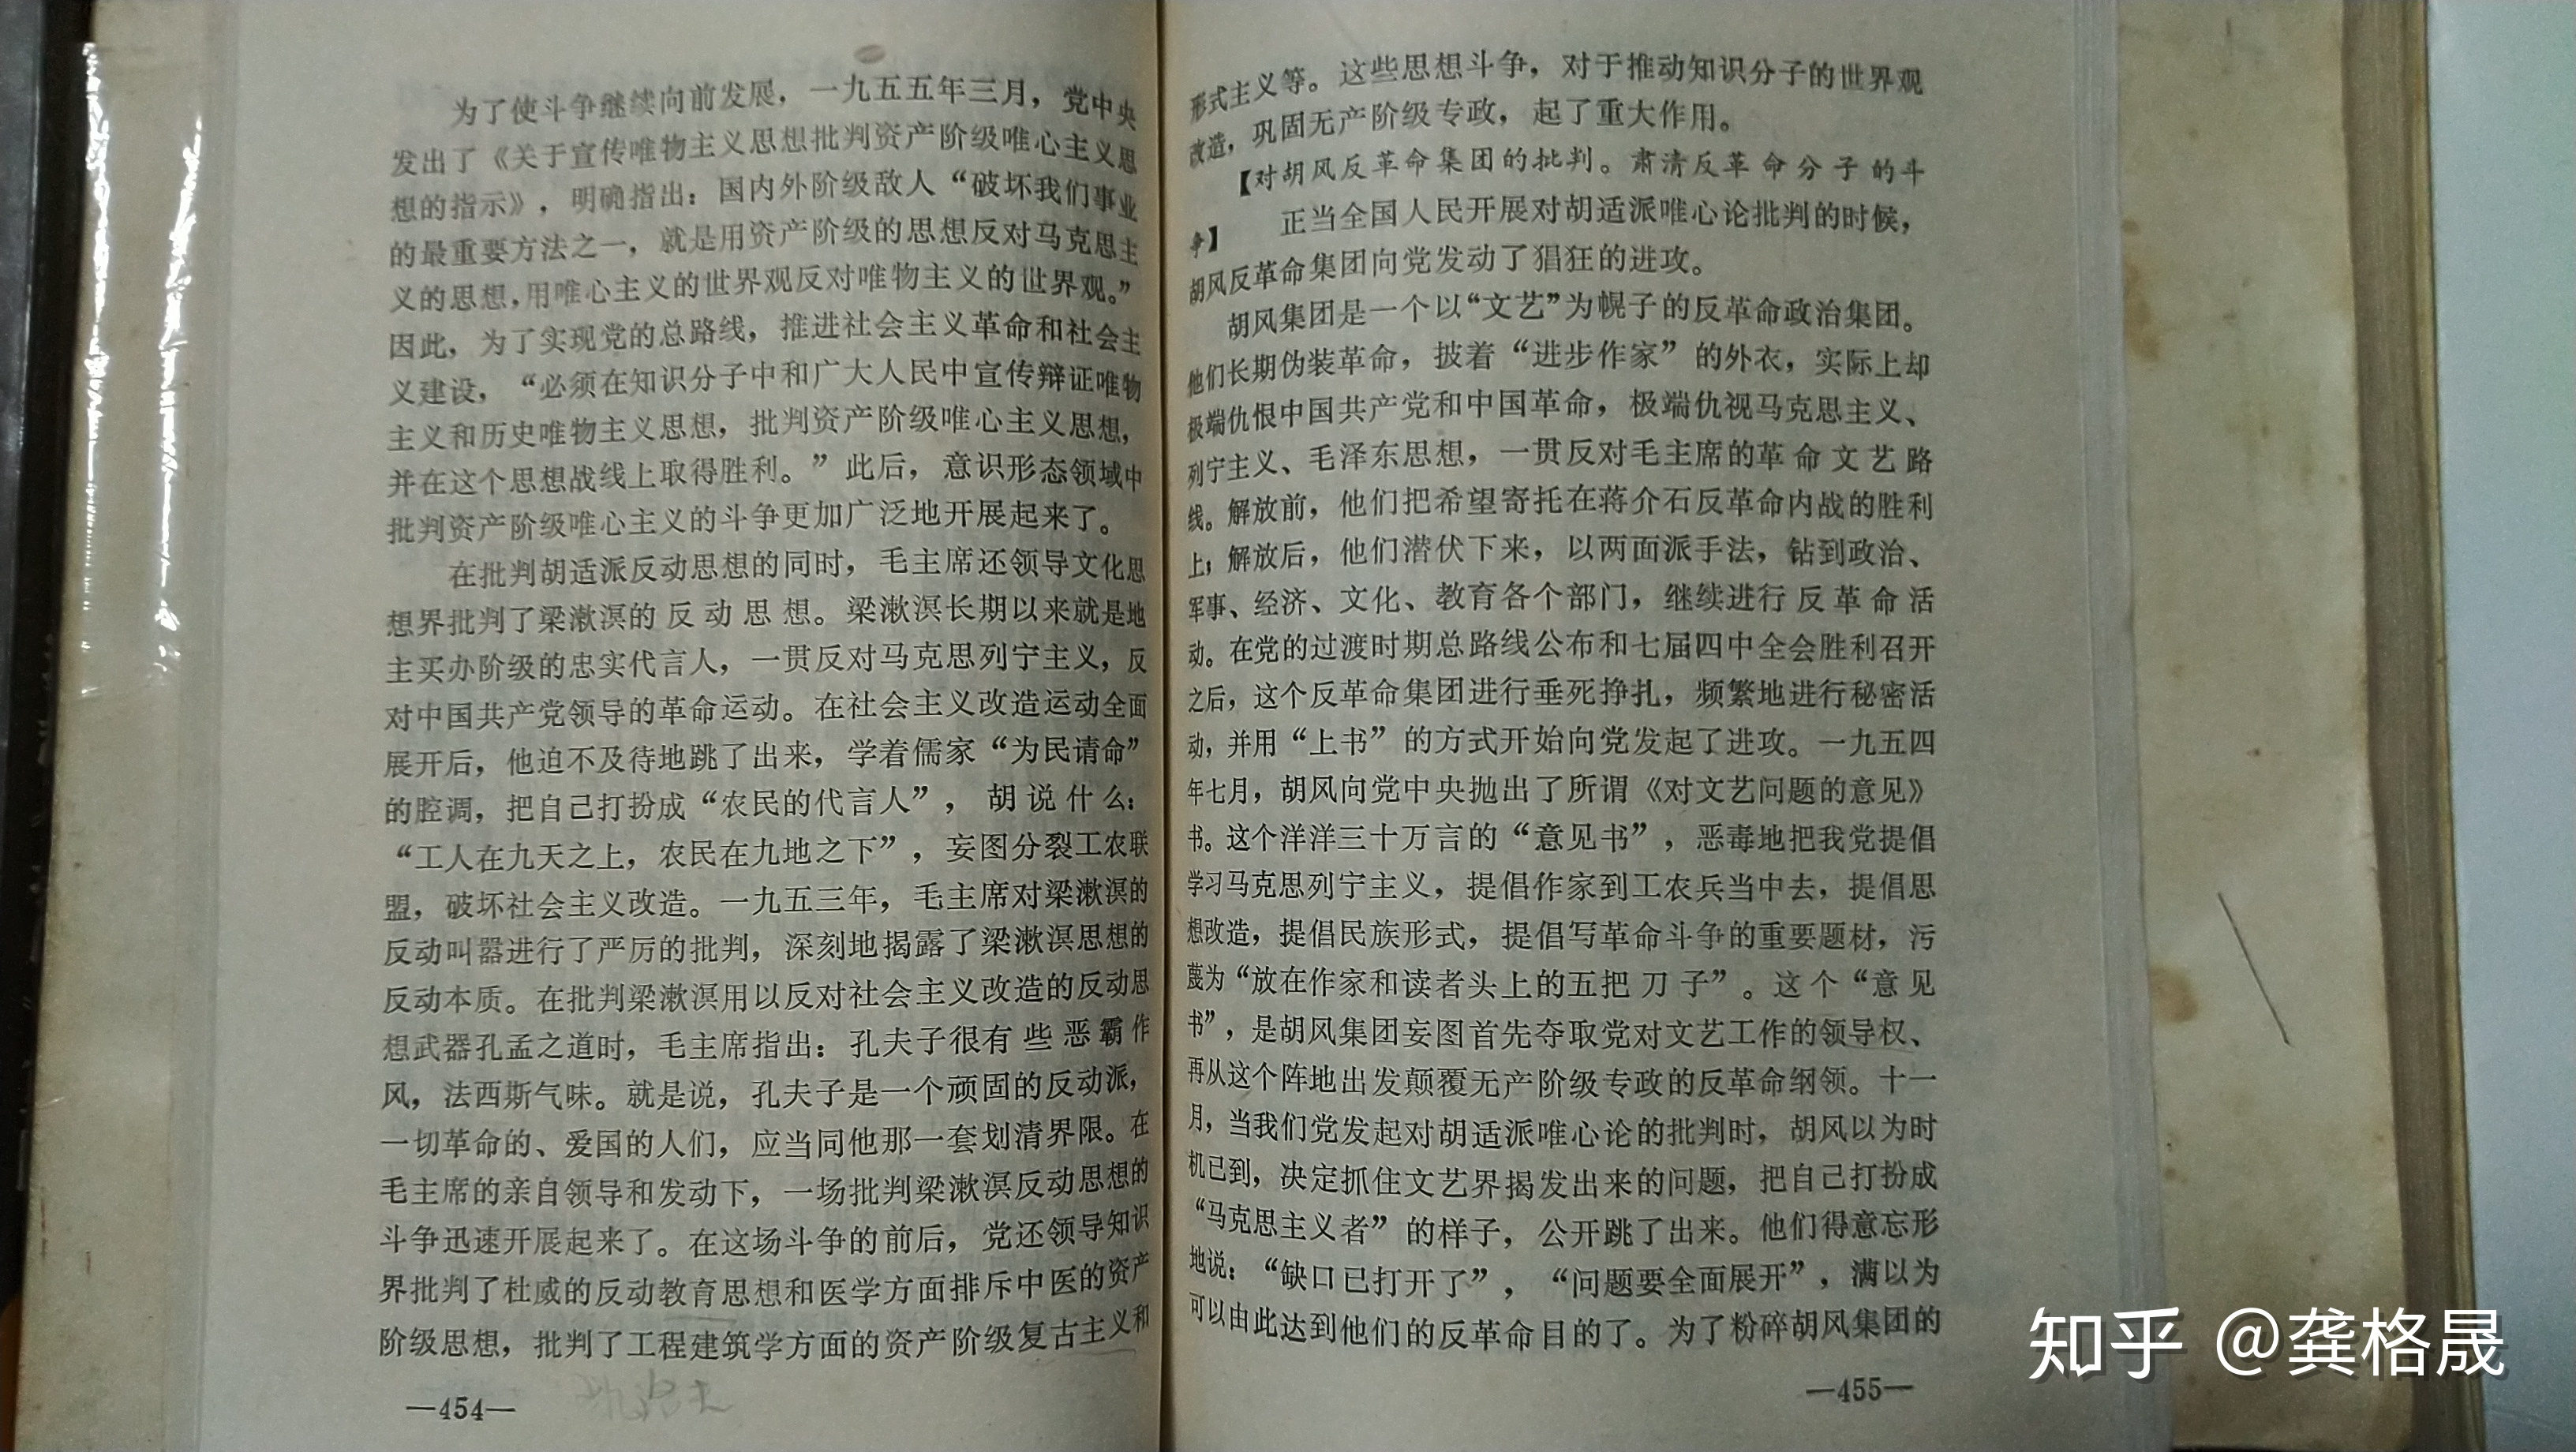 为了使斗争继续向前发展，一九五五年三月，党中央
发出了《关于宣传唯物主义思想批判资产阶级唯心主义思
想的指示》，明确指出：国内外阶级敌人“破坏我们事业
的最重要方法之一，就是用资产阶级的思想反对马克思主
义的思想，用唯心主义的世界观反对唯物主义的世界观。”
因此，为了实现党的总路线，推进社会主义革命和社会主
义建设，“必须在知识分子中和广大人民中宣传辩证唯物
主义和历史唯物主义思想，批判资产阶级唯心主义思想，
并在这个思想战线上取得胜利。”此后，意识形态领域中
批判资产阶级唯心主义的斗争更加广泛地开展起来了。
在批判胡适派反动思想的同时，毛主席还领导文化思
想界批判了梁漱溟的反动思想。梁漱溟长期以来就是地
主买办阶级的忠实代言人，一贯反对马克思列宁主义，反
对中国共产党领导的革命运动。在社会主义改造运动全面
展开后，他迫不及待地跳了出来，学着儒家“为民请命”
的腔调，把自己打扮成“农民的代言人”，胡说什么：
“工人在九天之上，农民在九地之下”，妄图分裂工农联
盟，破坏社会主义改造。一九五三年，毛主席对梁漱溟的
反动叫嚣进行了严厉的批判，深刻地揭露了梁漱溟思想的
反动本质。在批判梁漱溟用以反对社会主义改造的反动思
想武器孔孟之道时，毛主席指出：孔夫子很有些恶霸作
风，法西斯气味。就是说，孔夫子是一个顽固的反动派，
一切革命的、爱国的人们，应当同他那一套划清界限。在
毛主席的亲自领导和发动下，一场批判梁漱溟反动思想的
斗争迅速开展起来了。在这场斗争的前后，党还领导知识
界批判了杜威的反动教育思想和医学方面排斥中医的资产
阶级思想，批判了工程建筑学方面的资产阶级复古主义和
—454—
形式主义等。这些思想斗争，对于推动知识分子的世界观
改造，巩固无产阶级专政，起了重大作用。
【对胡风反革命集团的批判。肃清反革命分子的斗
争】 正当全国人民开展对胡适派唯心论批判的时候，
胡风反革命集团向党发动了猖狂的进攻。
胡风集团是一个以“文艺”为幌子的反革命政治集团。
他们长期伪装革命，披着“进步作家”的外衣，实际上却
极端仇恨中国共产党和中国革命，极端仇视马克思主义、
列宁主义、毛泽东思想，一贯反对毛主席的革命文艺路
线。解放前，他们把希望寄托在蒋介石反革命内战的胜利
上；解放后，他们潜伏下来，以两面派手法，钻到政治、
军事、经济、文化、教育各个部门，继续进行反革命活
动。在党的过渡时期总路线公布和七届四中全会胜利召开
之后，这个反革命集团进行垂死挣扎，频繁地进行秘密活
动，并用“上书”的方式开始向党发起了进攻。一九五四
年七月，胡风向党中央抛出了所谓《对文艺问题的意见》
书。这个洋洋三十万言的“意见书”，恶毒地把我党提倡
学习马克思列宁主义，提倡作家到工农兵当中去，提倡思
想改造，提倡民族形式，提倡写革命斗争的重要题材，污
蔑为“放在作家和读者头上的五把刀子”。这个“意见
书”，是胡风集团妄图首先夺取党对文艺工作的领导权、
再从这个阵地出发颠覆无产阶级专政的反革命纲领。十一
月，当我们党发起对胡适派唯心论的批判时，胡风以为时
机已到，决定抓住文艺界揭发出来的问题，把自己打扮成
“马克思主义者”的样子，公开跳了出来。他们得意忘形
地说：“缺口已打开了”，“问题要全面展开”，满以为
可以由此达到他们的反革命目的了。为了粉碎胡风集团的
—455—
知乎 @龚格晟